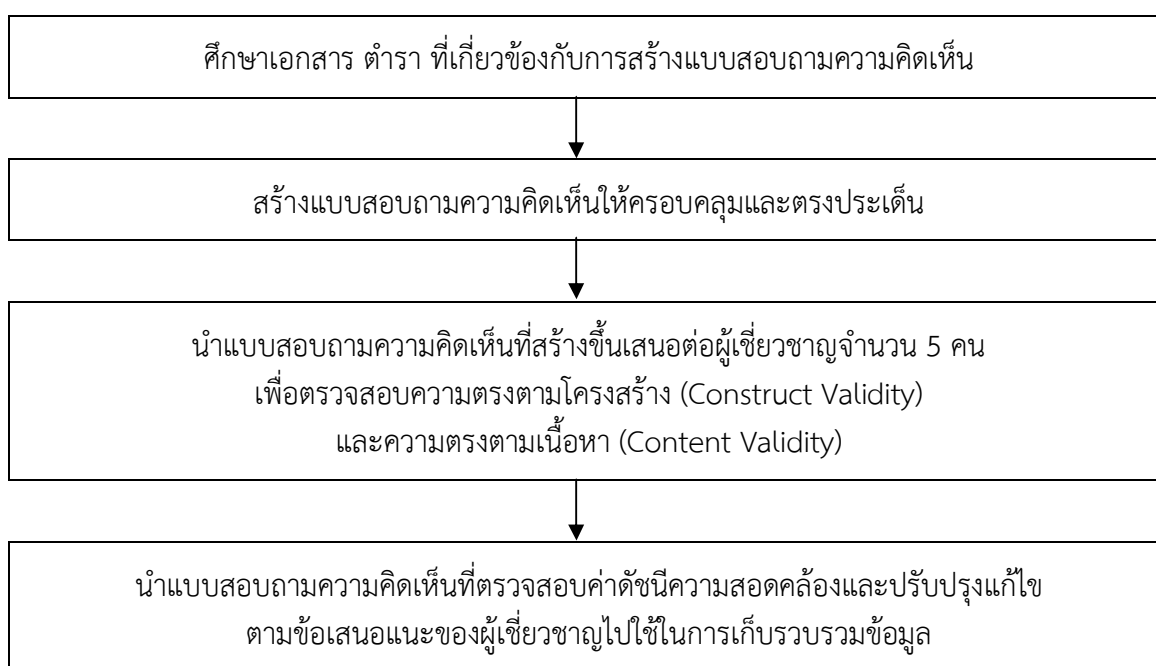 ศึกษาเอกสาร ตำรา ที่เกี่ยวข้องกับการสร้างแบบสอบถามความคิดเห็น
สร้างแบบสอบถามความคิดเห็นให้ครอบคลุมและตรงประเด็น
นำแบบสอบถามความคิดเห็นที่สร้างขึ้นเสนอต่อผู้เชี่ยวชาญจำนวน 5 คน
เพื่อตรวจสอบความตรงตามโครงสร้าง (Construct Validity)
และความตรงตามเนื้อหา (Content Validity)
นำแบบสอบถามความคิดเห็นที่ตรวจสอบค่าดัชนีความสอดคล้องและปรับปรุงแก้ไข
ตามข้อเสนอแนะของผู้เชี่ยวชาญไปใช้ในการเก็บรวบรวมข้อมูล